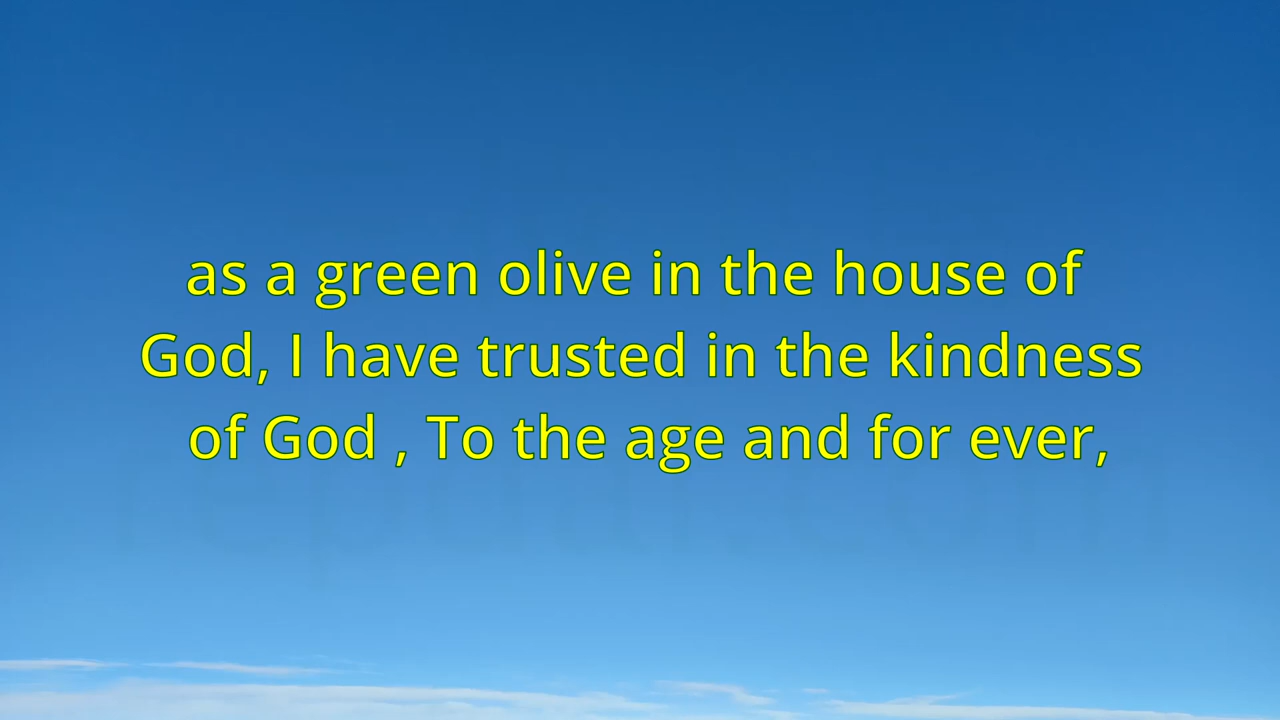 as a green olive in the house of
God, I have trusted in the kindness
of God , To the age and for ever,